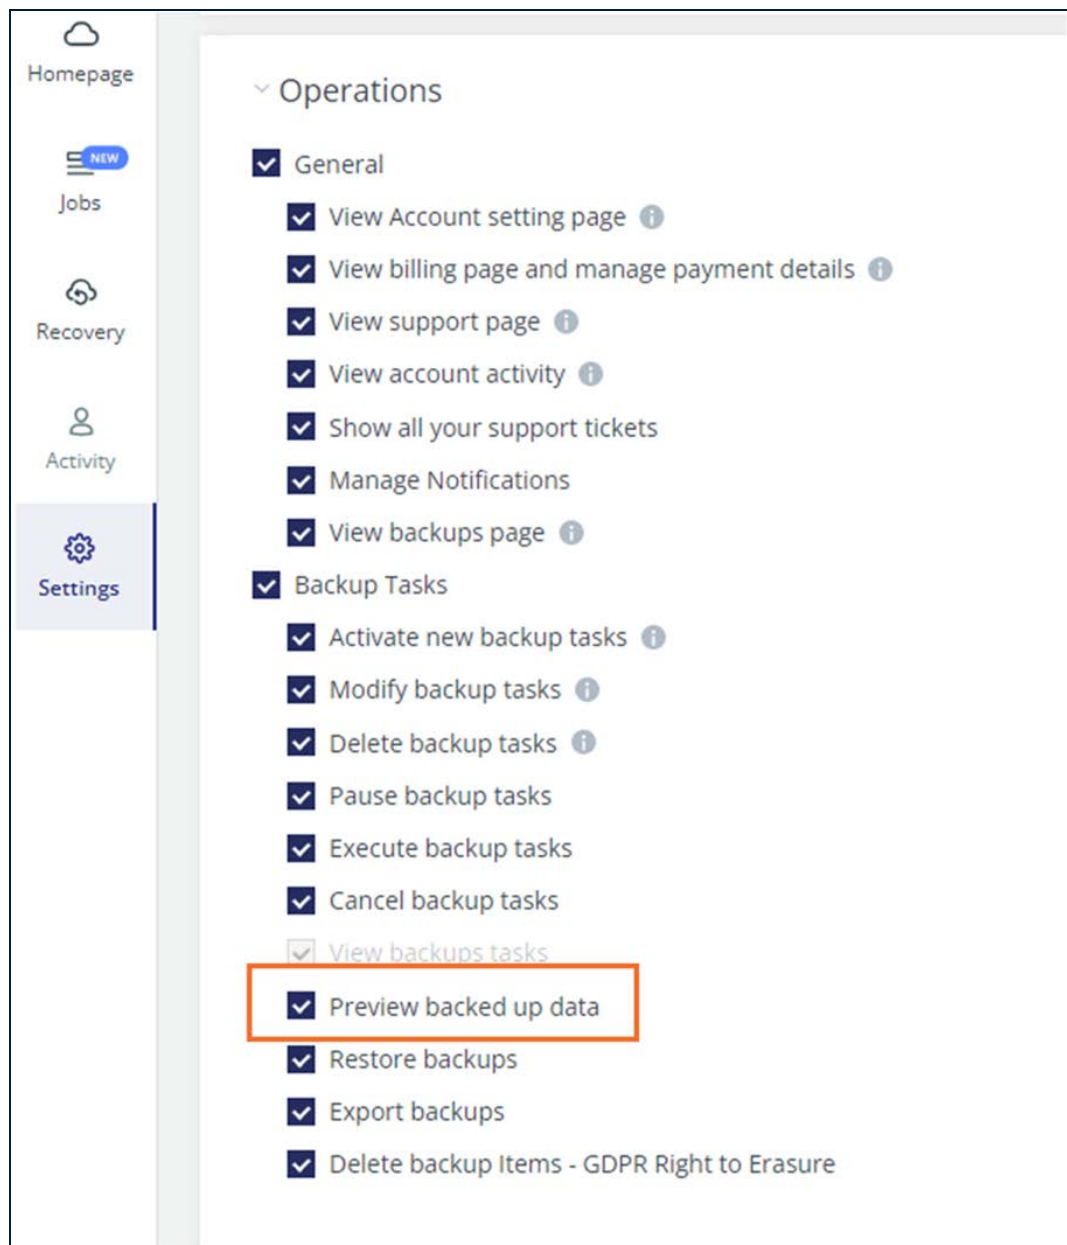 Homepage
NEW
Jobs
Recovery
Activity
Settings
Operations
General
View Account setting page
View billing page and manage payment details
View support page
View account activity
Show all your support tickets
Manage Notifications
View backups page
Backup Tasks
Activate new backup tasks
Modify backup tasks
Delete backup tasks
Pause backup tasks
Execute backup tasks
Cancel backup tasks
View backups tasks
Preview backed up data
Restore backups
Export backups
Delete backup Items - GDPR Right to Erasure